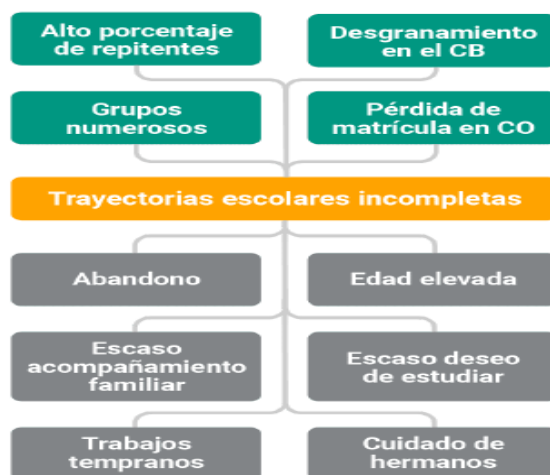 Alto porcentaje
de repitentes
Desgranamiento
en el CB
Grupos
numerosos
Pérdida de
matrícula en CO
Trayectorias escolares incompletas
Abandono
Edad elevada
Escaso
acompañamiento
familiar
Escaso deseo
de estudiar
Trabajos
tempranos
Cuidado de
hermanos